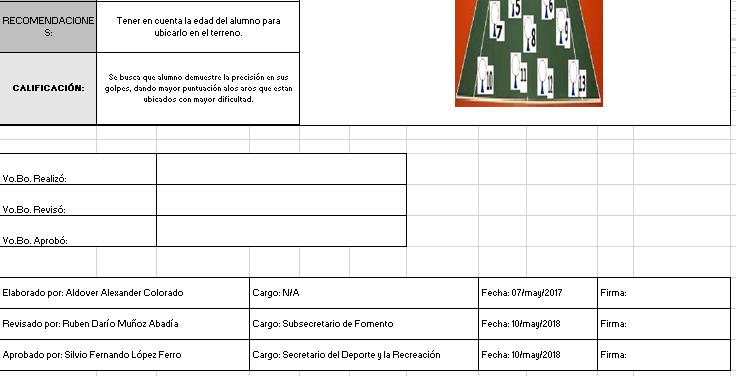 RECOMENDACIONE
S:
Tener en cuenta la edad del alumno para
ubicarlo en el terreno.
5
6
7
8
9
10
11
12
13
CALIFICACIÓN:
Se busca que alumno demuestre la precisión en sus
golpes, dando mayor puntuación alos aros que estan
ubicados con mayor dificultad.
Vo.Bo. Realizó:
Vo.Bo. Revisó:
Vo.Bo. Aprobó:
Elaborado por: Aldover Alexander Colorado Cargo: N/A Fecha: 07/may/2017 Firma:
Revisado por: Ruben Darío Muñoz Abadía Cargo: Subsecretario de Fomento Fecha: 10/may/2018 Firma:
Aprobado por: Silvio Fernando López Ferro Cargo: Secretario del Deporte y la Recreación Fecha: 10/may/2018 Firma: